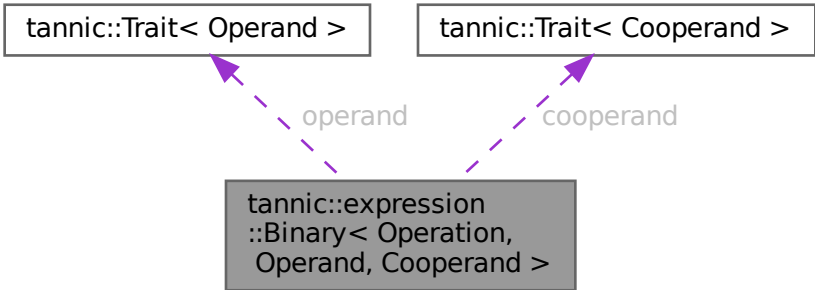 tannic::Trait< Operand >
tannic::Trait< Cooperand >
operand
cooperand
tannic::expression
::Binary< Operation,
Operand, Cooperand >